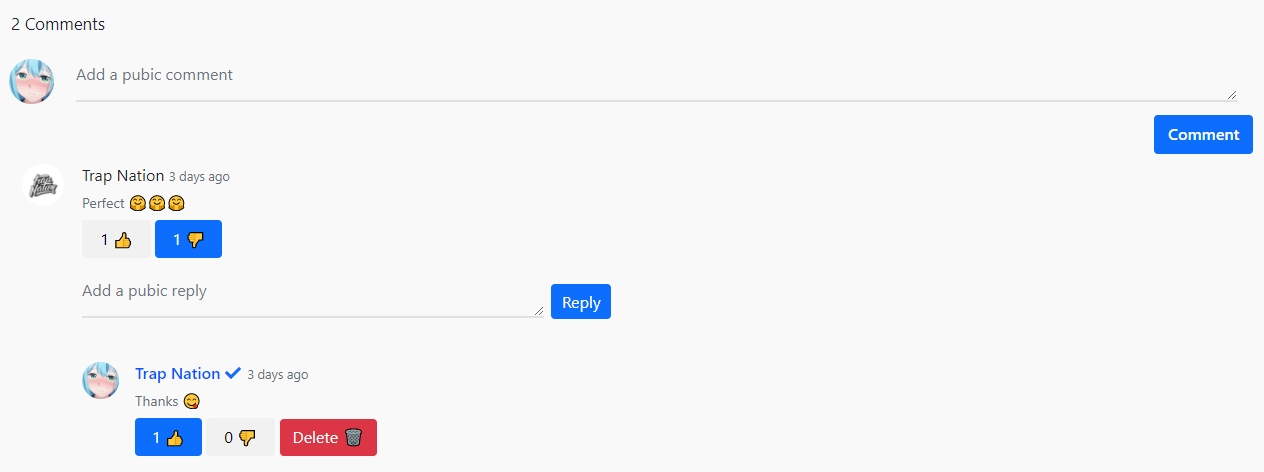 2 Comments
Add a pubic comment
Comment
Trap Nation 3 days ago
Perfect 🤗🤗🤗
1 👍 1 👎
Add a pubic reply
Reply
Trap Nation ✔ 3 days ago
Thanks 😋
1 👍 0 👎 Delete 🗑️